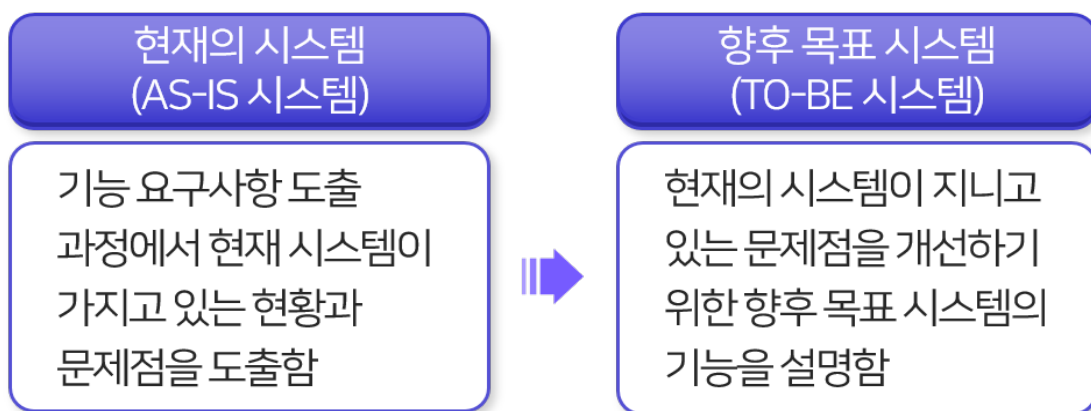 현재의 시스템
(AS-IS 시스템)
기능 요구사항 도출
과정에서 현재 시스템이
가지고 있는 현황과
문제점을 도출함
향후 목표 시스템
(TO-BE 시스템)
현재의 시스템이 지니고
있는 문제점을 개선하기
위한 향후 목표 시스템의
기능을 설명함